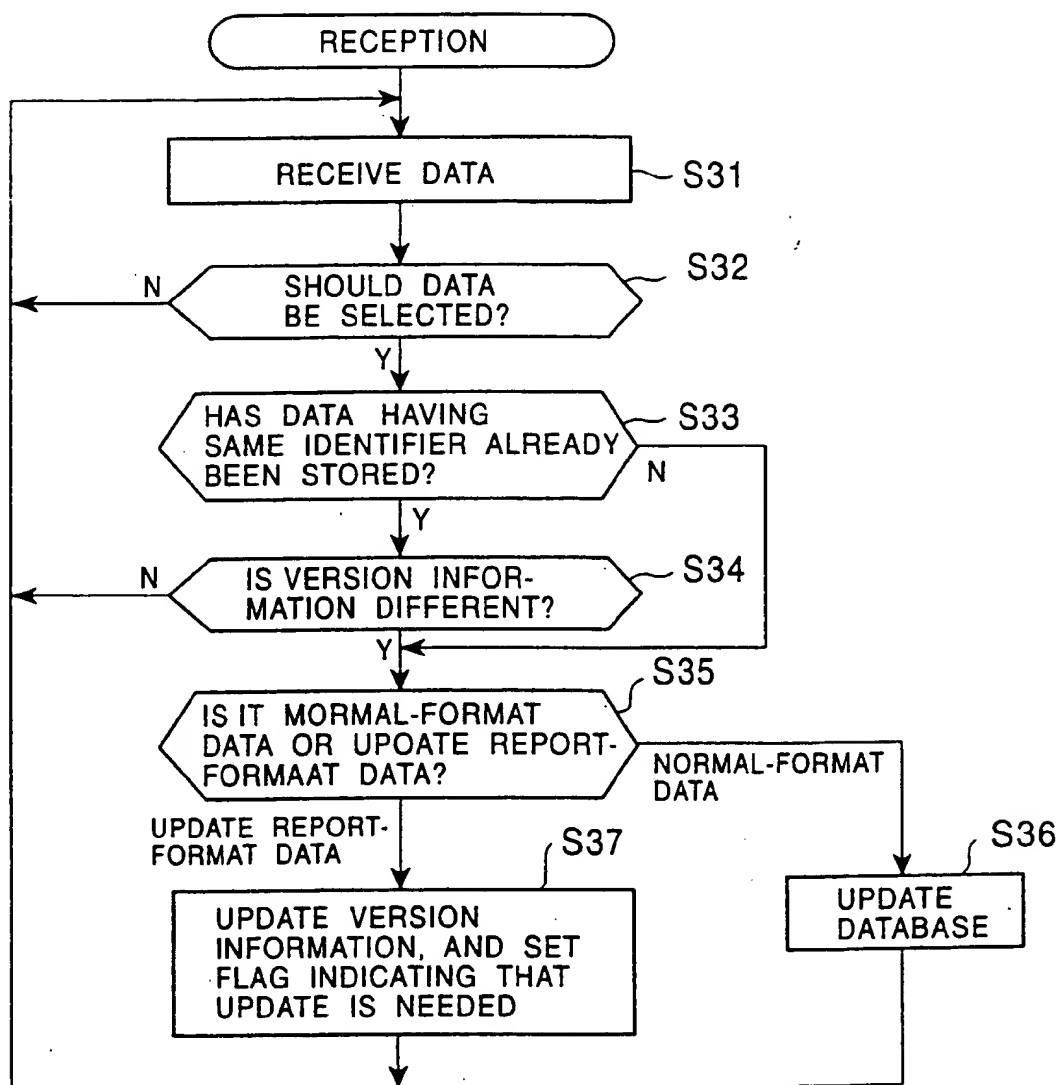 RECEPTION
RECEIVE DATA
S31
SHOULD DATA
BE SELECTED?
S32
N
Y
HAS DATA HAVING
SAME IDENTIFIER ALREADY
BEEN STORED?
S33
N
Y
IS VERSION INFOR-
MATION DIFFERENT?
S34
N
Y
S35
IS IT MORMAL-FORMAT
DATA OR UPOATE REPORT-
FORMAAT DATA?
NORMAL-FORMAT
DATA
UPDATE REPORT-
FORMAT DATA
S37
S36
UPDATE VERSION
INFORMATION, AND SET
FLAG INDICATING THAT
UPDATE IS NEEDED
UPDATE
DATABASE